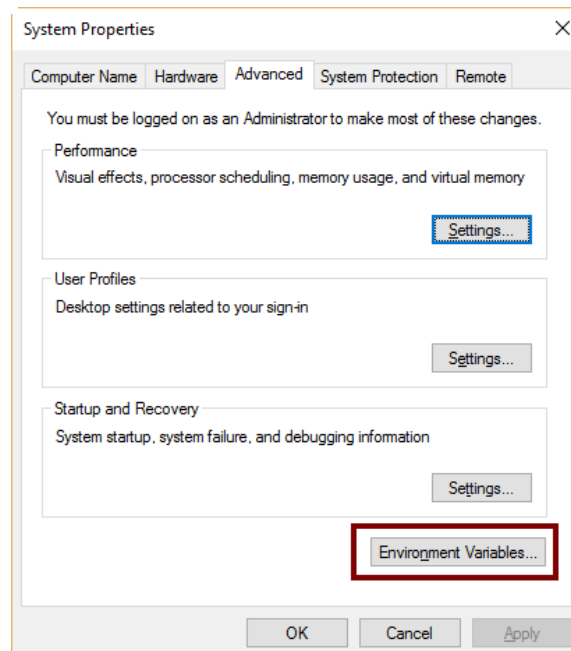 System Properties
Computer Name Hardware Advanced System Protection Remote
You must be logged on as an Administrator to make most of these changes.
Performance
Visual effects, processor scheduling, memory usage, and virtual memory
Settings...
User Profiles
Desktop settings related to your sign-in
Settings...
Startup and Recovery
System startup, system failure, and debugging information
Settings...
Environment Variables...
OK Cancel Apply